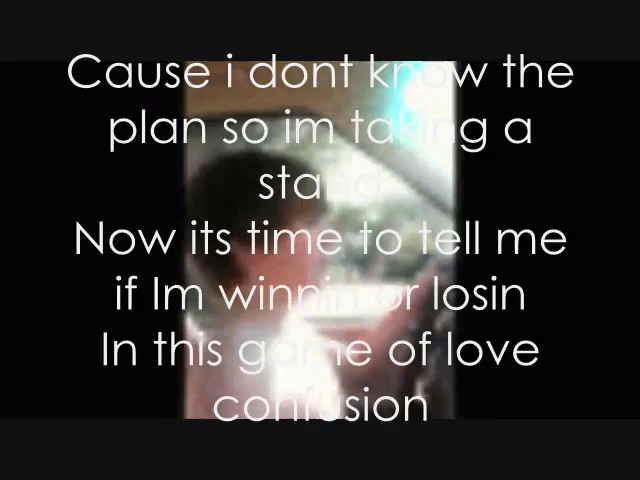 Cause i dont know the
plan so im taking a
stand
Now its time to tell me
if Im winnin or losin
In this game of love
confusion